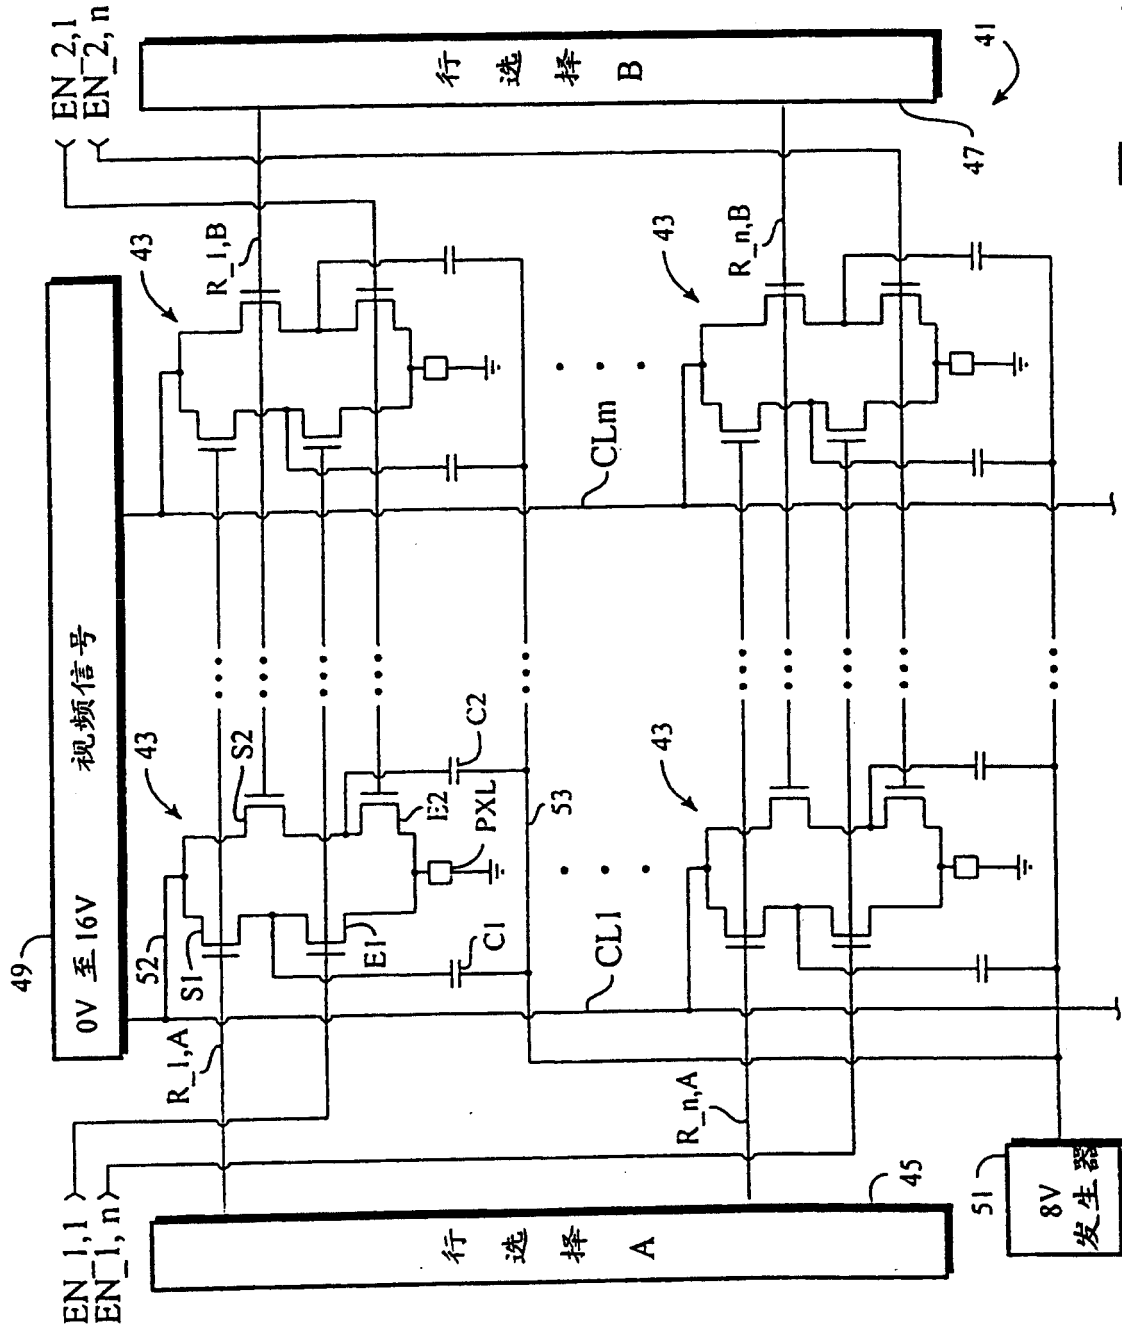 49
0V 至 16V 视频信号
EN_1,1
EN_1, n
EN_2,1
EN_2, n
行选择 A
45
行选择 B
47
41
R_1,A
52
S1
43
S2
R_1,B
43
E1
C1
E2
PXL
C2
53
CL1
CLm
R_n,A
43
R_n,B
43
51
8V
发生器